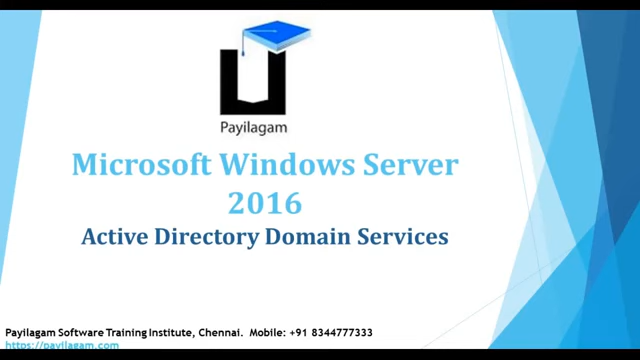 Payilagam
Microsoft Windows Server
2016
Active Directory Domain Services
Payilagam Software Training Institute, Chennai. Mobile: +91 8344777333
https://payilagam.com